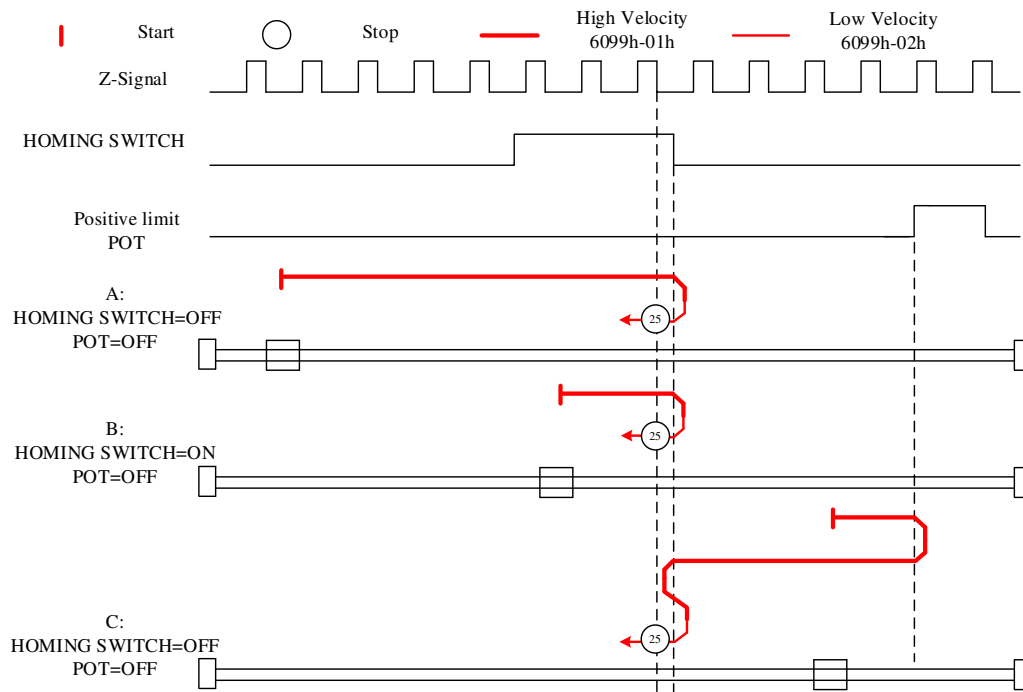 Start
Stop
High Velocity
6099h-01h
Low Velocity
6099h-02h
Z-Signal
HOMING SWITCH
Positive limit
POT
A:
HOMING SWITCH=OFF
POT=OFF
25
B:
HOMING SWITCH=ON
POT=OFF
25
C:
HOMING SWITCH=OFF
POT=OFF
25